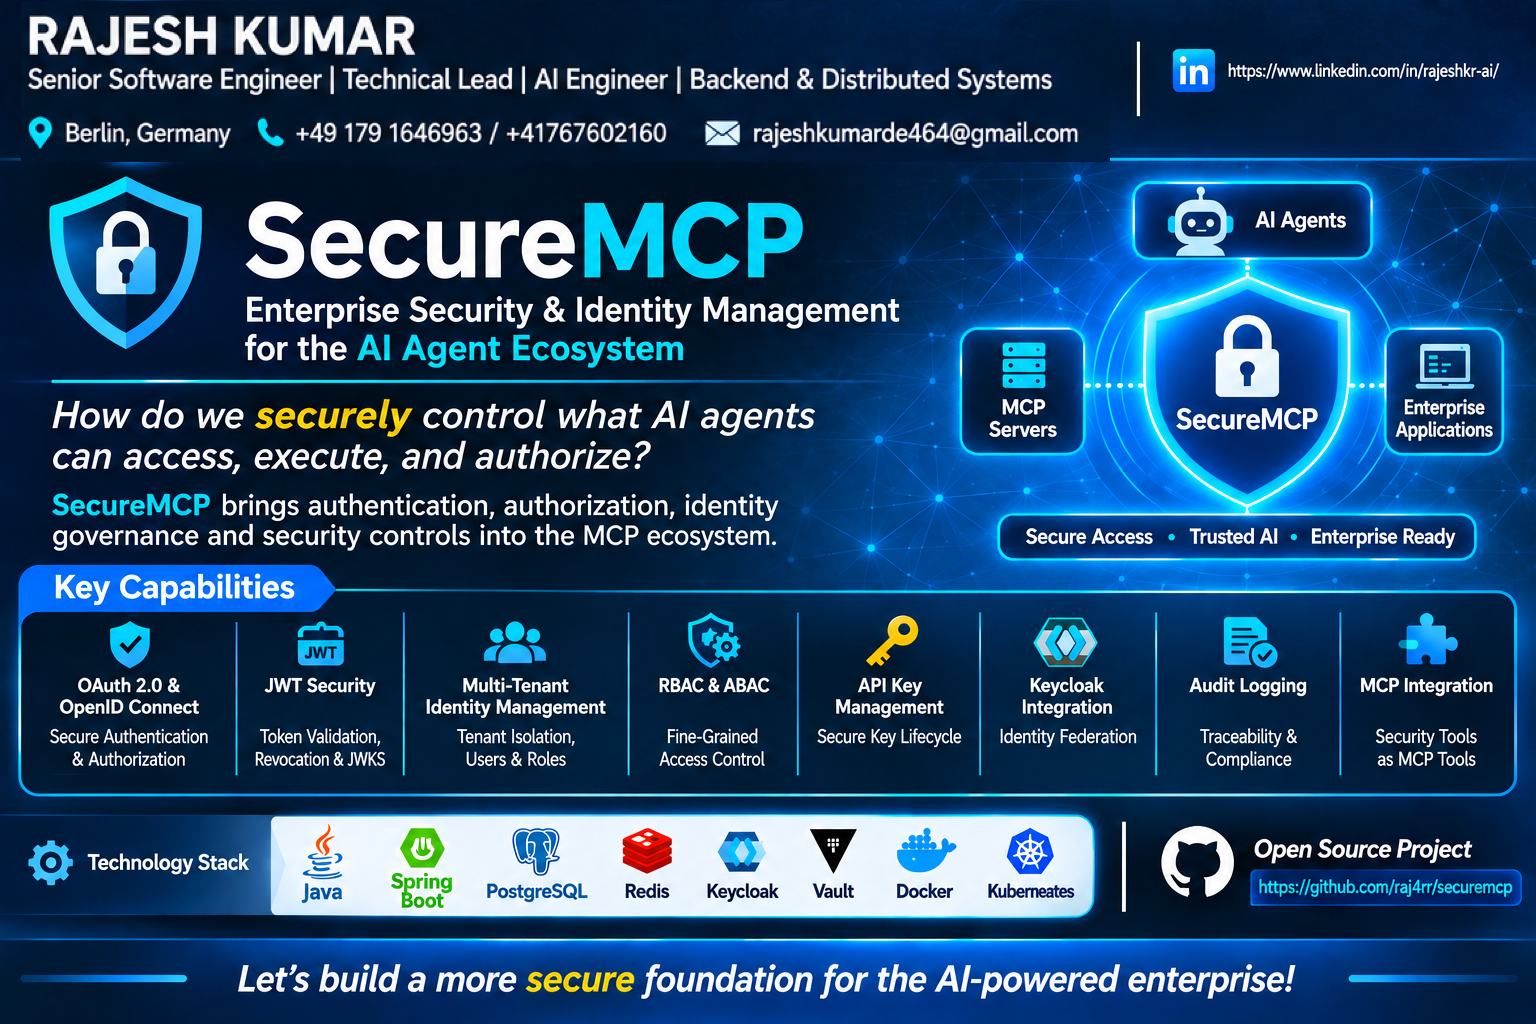 RAJESH KUMAR
Senior Software Engineer | Technical Lead | AI Engineer | Backend & Distributed Systems
Berlin, Germany
+49 179 1646963 / +41767602160
rajeshkumarde464@gmail.com
in
https://www.linkedin.com/in/rajeshkr-ai/
SecureMCP
Enterprise Security & Identity Management
for the AI Agent Ecosystem
How do we securely control what AI agents
can access, execute, and authorize?
SecureMCP brings authentication, authorization, identity
governance and security controls into the MCP ecosystem.
AI Agents
MCP
Servers
SecureMCP
Enterprise
Applications
Secure Access • Trusted AI • Enterprise Ready
Key Capabilities
OAuth 2.0 &
OpenID Connect
Secure Authentication
& Authorization
JWT
JWT Security
Token Validation,
Revocation & JWKS
Multi-Tenant
Identity Management
Tenant Isolation,
Users & Roles
RBAC & ABAC
Fine-Grained
Access Control
API Key
Management
Secure Key Lifecycle
Keycloak
Integration
Identity Federation
Audit Logging
Traceability &
Compliance
MCP Integration
Security Tools
as MCP Tools
Technology Stack
Java
Spring
Boot
PostgreSQL
Redis
Keycloak
Vault
Docker
Kuberneates
Open Source Project
https://github.com/raj4rr/securemcp
Let's build a more secure foundation for the AI-powered enterprise!